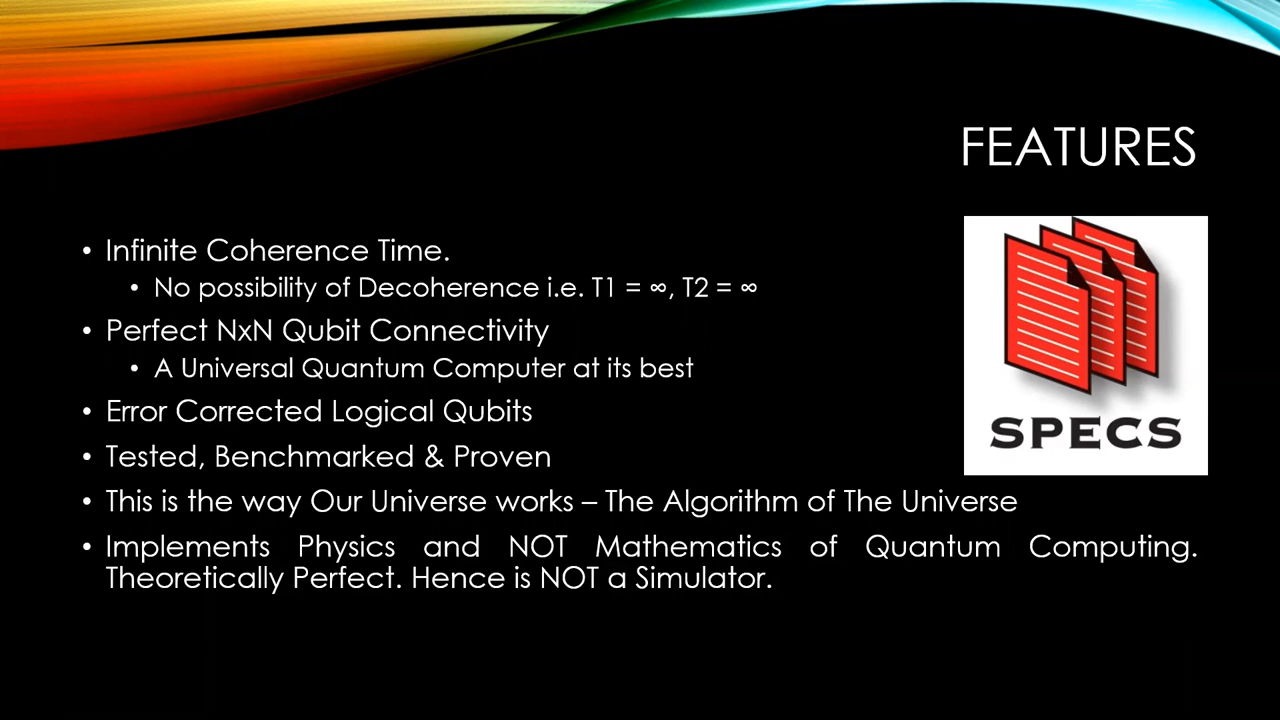 FEATURES
• Infinite Coherence Time.
• No possibility of Decoherence i.e. T1 = ∞, T2 = ∞
• Perfect NxN Qubit Connectivity
• A Universal Quantum Computer at its best
• Error Corrected Logical Qubits
• Tested, Benchmarked & Proven
• This is the way Our Universe works – The Algorithm of The Universe
• Implements Physics and NOT Mathematics of Quantum Computing.
Theoretically Perfect. Hence is NOT a Simulator.
SPECS